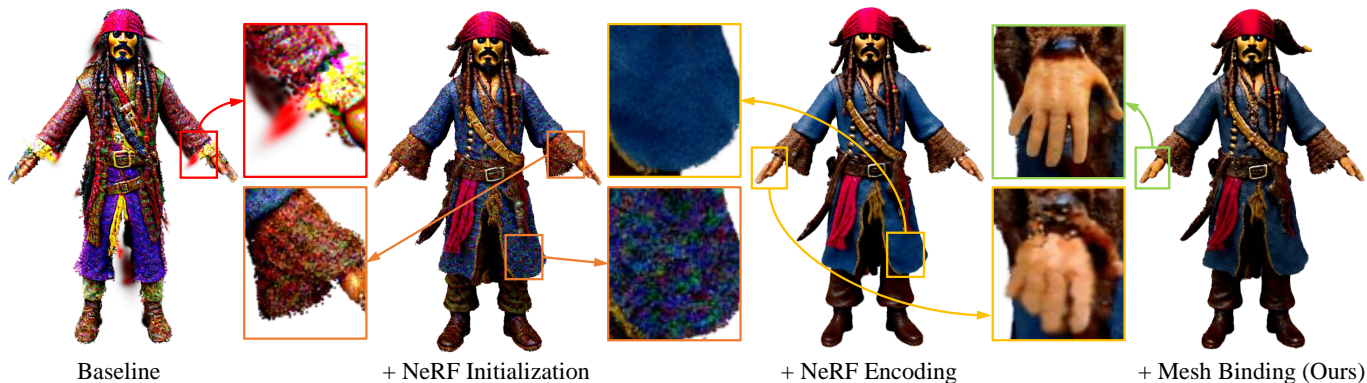 Baseline
+ NeRF Initialization
+ NeRF Encoding
+ Mesh Binding (Ours)